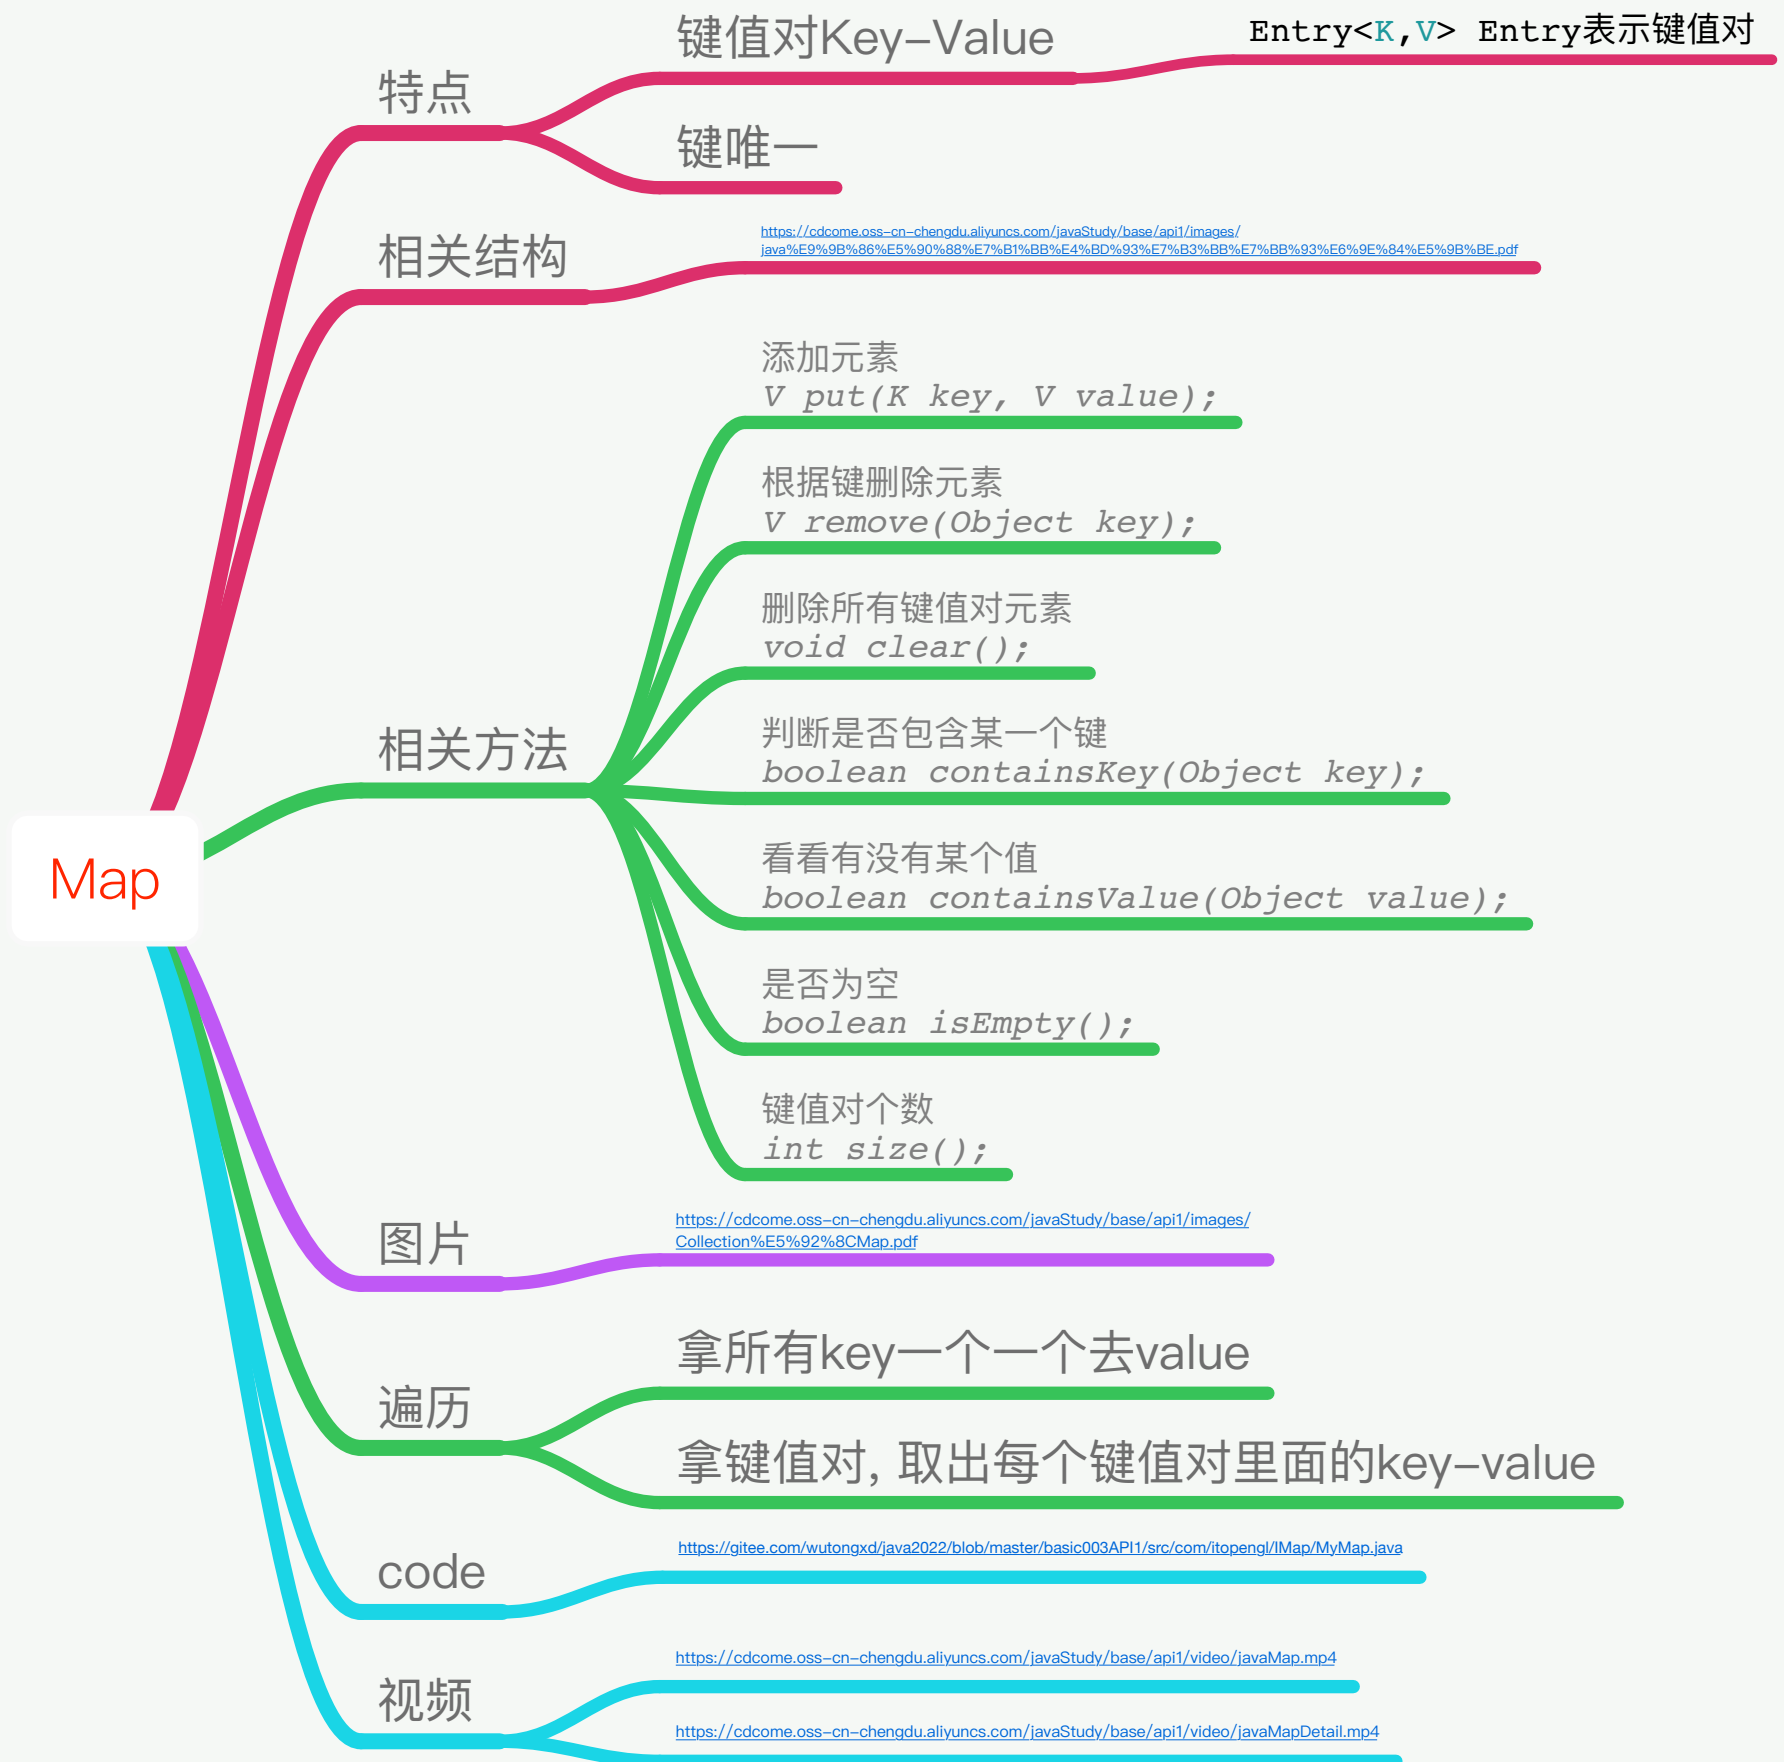 键值对Key-Value
Entry<K,V> Entry表示键值对
特点
键唯一
相关结构
https://cdcome.oss-cn-chengdu.aliyuncs.com/javaStudy/base/api1/images/
java%E9%9B%86%E5%90%88%E7%B1%BB%E4%BD%93%E7%B3%BB%E7%BB%93%E6%9E%84%E5%9B%BE.pdf
添加元素
V put(K key, V value);
根据键删除元素
V remove(Object key);
删除所有键值对元素
void clear();
相关方法
判断是否包含某一个键
boolean containsKey(Object key);
看看有没有某个值
boolean containsValue(Object value);
是否为空
boolean isEmpty();
键值对个数
int size();
Map
图片
https://cdcome.oss-cn-chengdu.aliyuncs.com/javaStudy/base/api1/images/
Collection%E5%92%8CMap.pdf
遍历
拿所有key一个一个去value
拿键值对, 取出每个键值对里面的key-value
code
https://gitee.com/wutongxd/java2022/blob/master/basic003API1/src/com/itopengl/IMap/MyMap.java
视频
https://cdcome.oss-cn-chengdu.aliyuncs.com/javaStudy/base/api1/video/javaMap.mp4
https://cdcome.oss-cn-chengdu.aliyuncs.com/javaStudy/base/api1/video/javaMapDetail.mp4